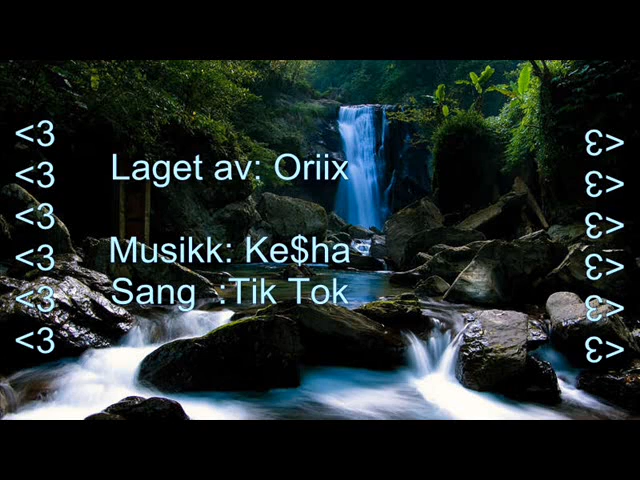 <3 ε>
<3 Laget av: Oriix ε>
<3 ε>
<3 Musikk: Ke$ha ε>
<3 Sang :Tik Tok ε>
<3 ε>